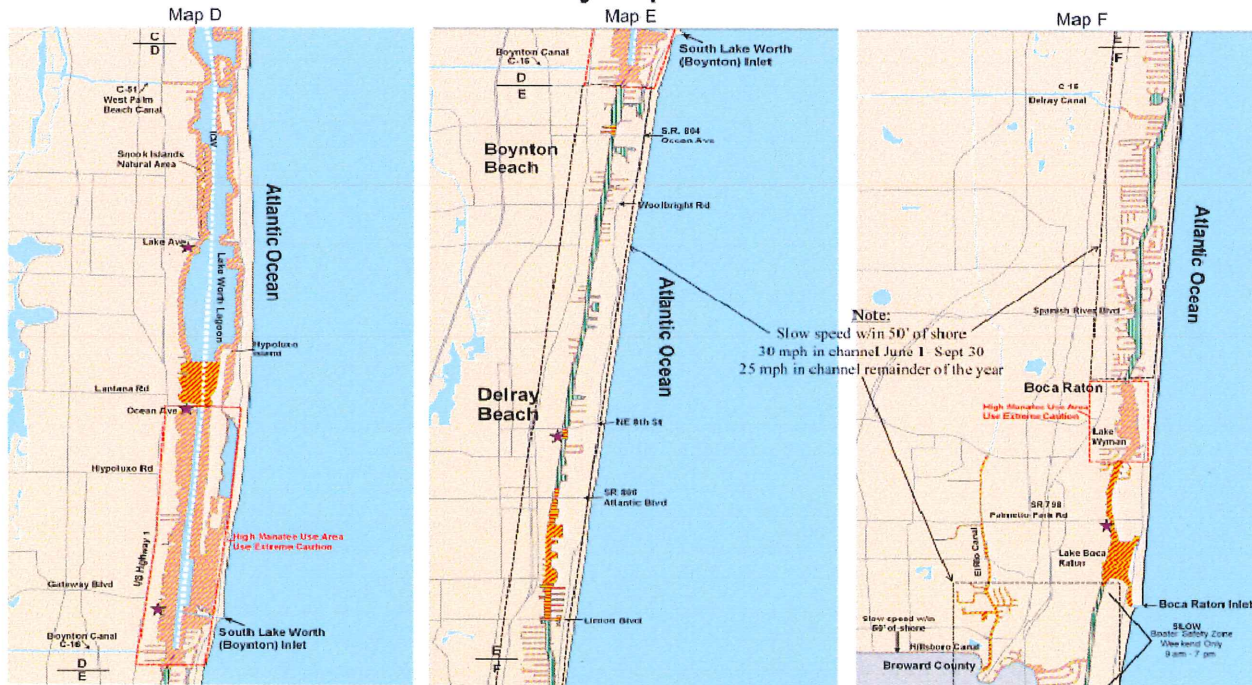 Map D
C
D
C-51
West Palm
Beach Canal
ICW
Snook Islands
Natural Area
Atlantic Ocean
Lake Ave
Lake Worth Lagoon
Hypoluxo
Island
Lantana Rd
Ocean Ave
Hypoluxo Rd
US Highway 1
High Manatee Use Area
Use Extreme Caution
Gateway Blvd
South Lake Worth
(Boynton) Inlet
Boynton Canal
C-16
D
E
Map E
Boynton Canal
C-16
South Lake Worth
(Boynton) Inlet
D
E
S.R. 804
Ocean Ave
Boynton
Beach
Woolbright Rd
Atlantic Ocean
Note:
Slow speed w/in 50' of shore
30 mph in channel June 1- Sept 30
25 mph in channel remainder of the year
Delray
Beach
NE 8th St
SR 806
Atlantic Blvd
Linton Blvd
E
F
Map F
E
F
C-15
Delray Canal
Atlantic Ocean
Spanish River Blvd
Boca Raton
High Manatee Use Area
Use Extreme Caution
Lake
Wyman
SR 798
Palmetto Park Rd
El Rio Canal
Lake Boca
Raton
Boca Raton Inlet
Slow speed w/in
50' of shore
SLOW
Boater Safety Zone
Weekend Only
9 am - 7 pm
Hillsboro Canal
Broward County